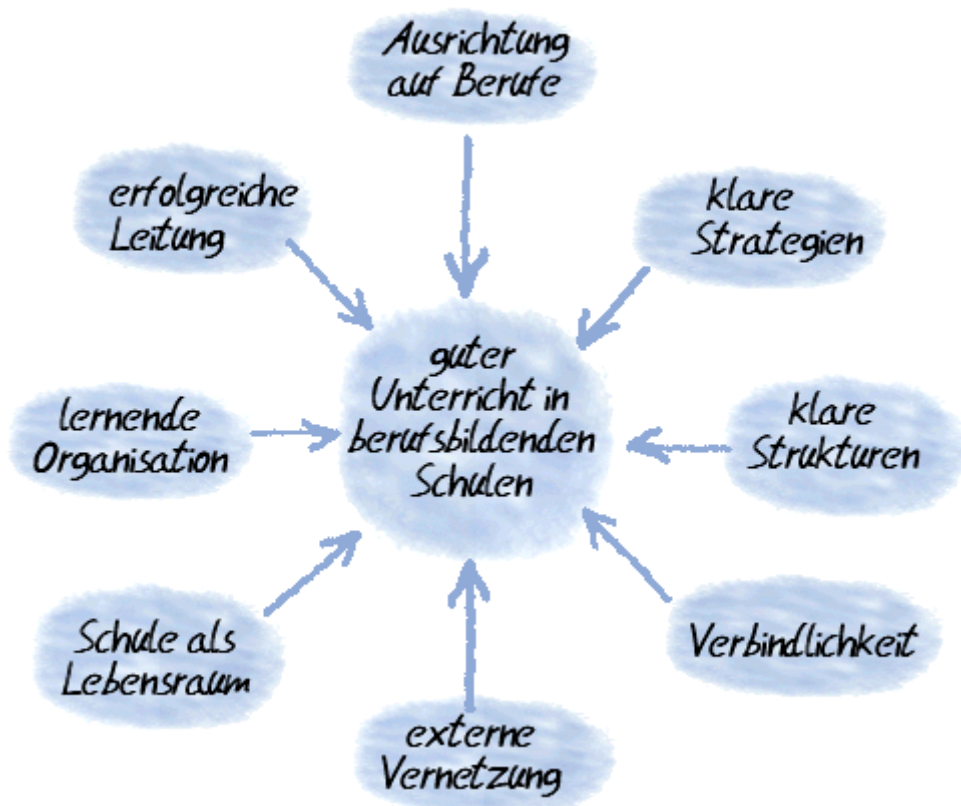 Ausrichtung
auf Berufe
erfolgreiche
Leitung
klare
Strategien
guter
Unterricht in
berufsbildenden
Schulen
lernende
Organisation
klare
Strukturen
Schule als
Lebensraum
Verbindlichkeit
externe
Vernetzung